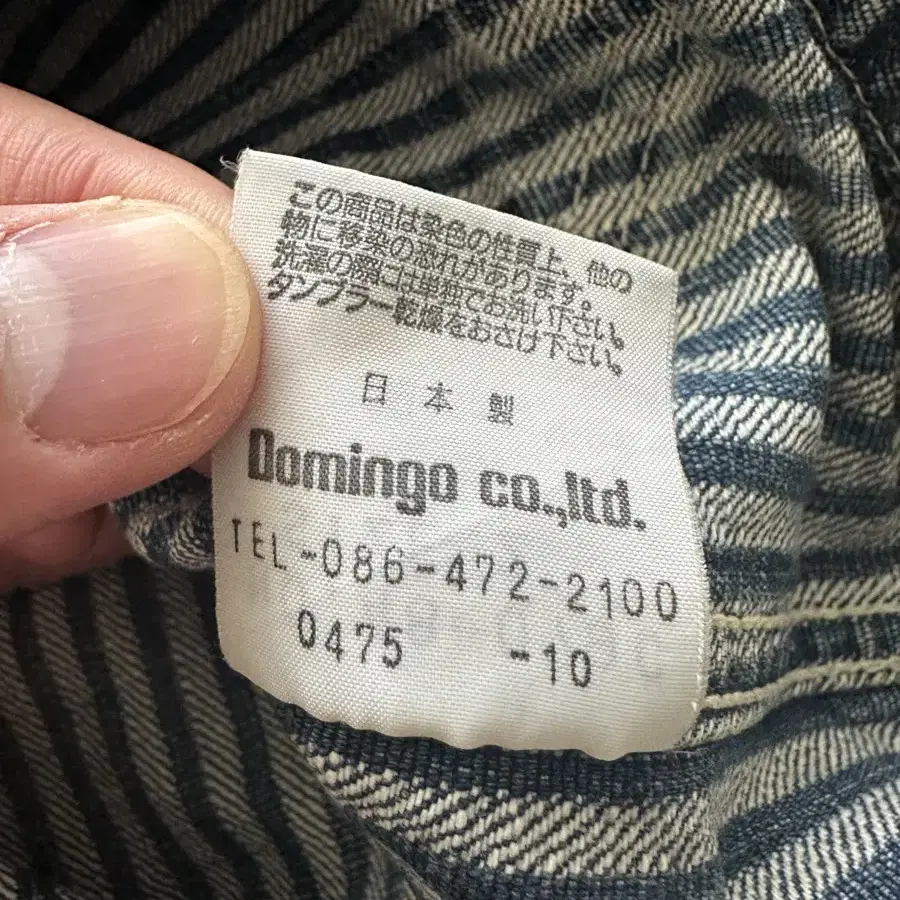 この商品は染色の性質上、他の
物に移染の恐れがあります。
洗濯の際には単独でお洗い下さい。
タンブラー乾燥をおさけ下さい。
日本製
Domingo co.,ltd.
TEL-086-472-2100
0475 -10